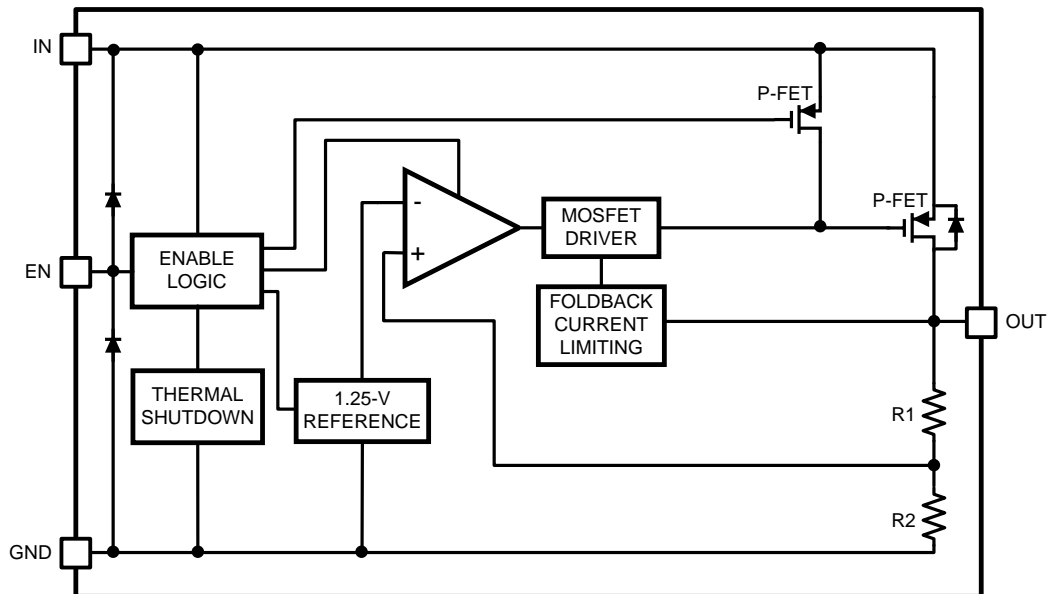 IN
P-FET
P-FET
-
+
MOSFET
DRIVER
EN
ENABLE
LOGIC
FOLDBACK
CURRENT
LIMITING
OUT
THERMAL
SHUTDOWN
1.25-V
REFERENCE
R1
R2
GND